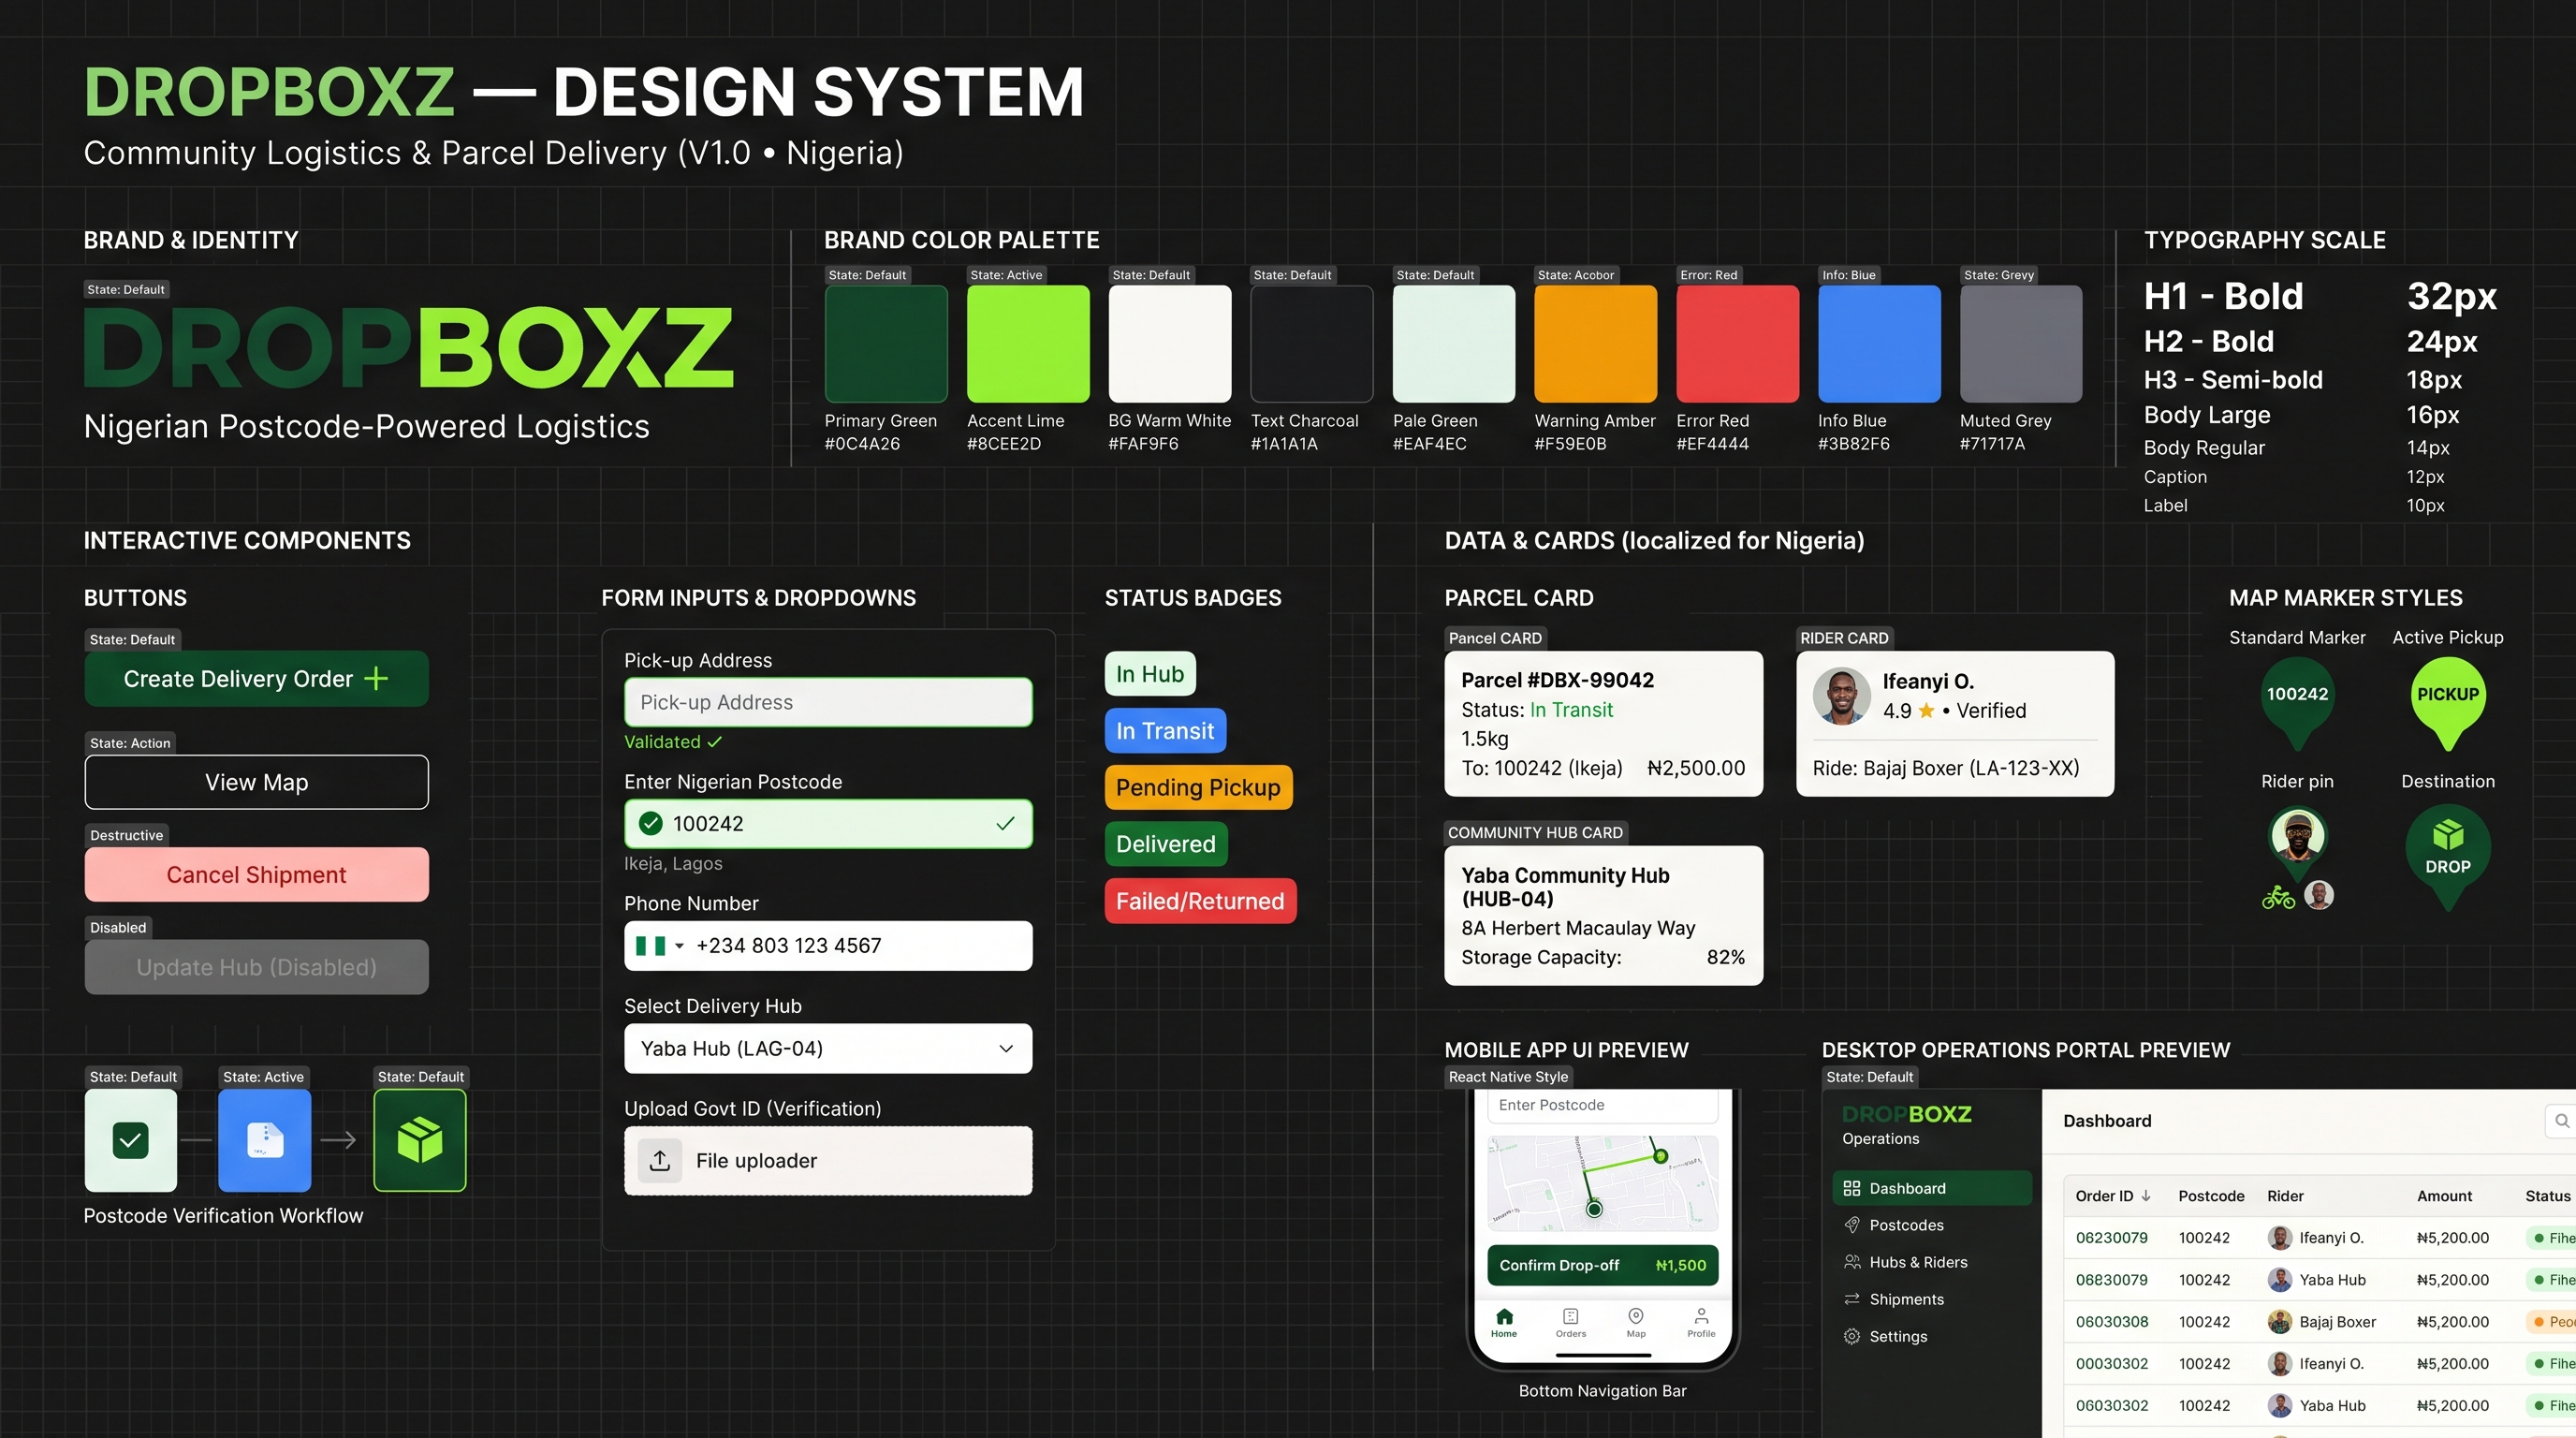 DROPBOXZ — DESIGN SYSTEM
Community Logistics & Parcel Delivery (V1.0 • Nigeria)
BRAND & IDENTITY
State: Default
DROPBOXZ
Nigerian Postcode-Powered Logistics
BRAND COLOR PALETTE
State: Default
Primary Green
#0C4A26
State: Active
Accent Lime
#8CEE2D
State: Default
BG Warm White
#FAF9F6
State: Default
Text Charcoal
#1A1A1A
State: Default
Pale Green
#EAF4EC
State: Acobor
Warning Amber
#F59E0B
Error: Red
Error Red
#EF4444
Info: Blue
Info Blue
#3B82F6
State: Grevy
Muted Grey
#71717A
TYPOGRAPHY SCALE
H1 - Bold 32px
H2 - Bold 24px
H3 - Semi-bold 18px
Body Large 16px
Body Regular 14px
Caption 12px
Label 10px
INTERACTIVE COMPONENTS
BUTTONS
State: Default
Create Delivery Order +
State: Action
View Map
Destructive
Cancel Shipment
Disabled
Update Hub (Disabled)
State: Default
State: Active
State: Default
Postcode Verification Workflow
FORM INPUTS & DROPDOWNS
Pick-up Address
Pick-up Address
Validated ✓
Enter Nigerian Postcode
100242
Ikeja, Lagos
Phone Number
+234 803 123 4567
Select Delivery Hub
Yaba Hub (LAG-04)
Upload Govt ID (Verification)
File uploader
STATUS BADGES
In Hub
In Transit
Pending Pickup
Delivered
Failed/Returned
DATA & CARDS (localized for Nigeria)
PARCEL CARD
Pancel CARD
Parcel #DBX-99042
Status: In Transit
1.5kg
To: 100242 (Ikeja) ₦2,500.00
RIDER CARD
Ifeanyi O.
4.9 ★ • Verified
Ride: Bajaj Boxer (LA-123-XX)
COMMUNITY HUB CARD
Yaba Community Hub
(HUB-04)
8A Herbert Macaulay Way
Storage Capacity: 82%
MAP MARKER STYLES
Standard Marker
100242
Active Pickup
PICKUP
Rider pin
Destination
DROP
MOBILE APP UI PREVIEW
React Native Style
Enter Postcode
Confirm Drop-off ₦1,500
Home Orders Map Profile
Bottom Navigation Bar
DESKTOP OPERATIONS PORTAL PREVIEW
State: Default
DROPBOXZ
Operations
Dashboard
Postcodes
Hubs & Riders
Shipments
Settings
Dashboard
Order ID ↓ Postcode Rider Amount Status
06230079 100242 Ifeanyi O. ₦5,200.00 Fihe
08830079 100242 Yaba Hub ₦5,200.00 Fihe
06030308 100242 Bajaj Boxer ₦5,200.00 Peo
00030302 100242 Ifeanyi O. ₦5,200.00 Fihe
06030302 100242 Yaba Hub ₦5,200.00 Fihe